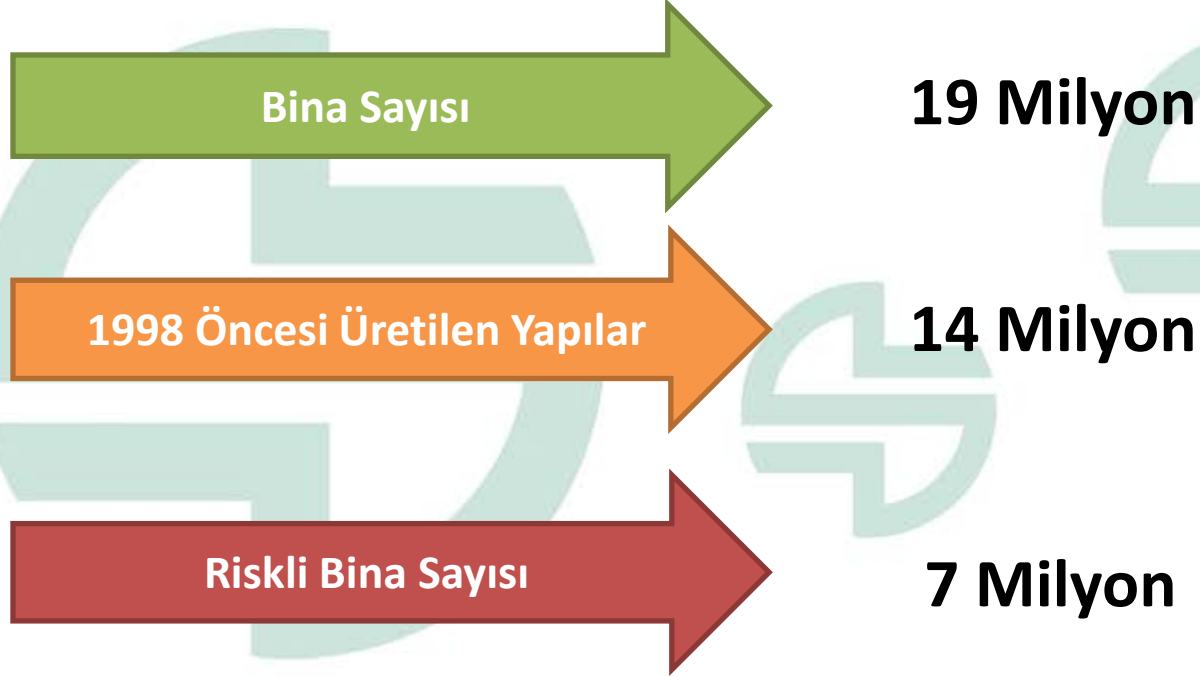 Bina Sayısı
19 Milyon
1998 Öncesi Üretilen Yapılar
14 Milyon
Riskli Bina Sayısı
7 Milyon